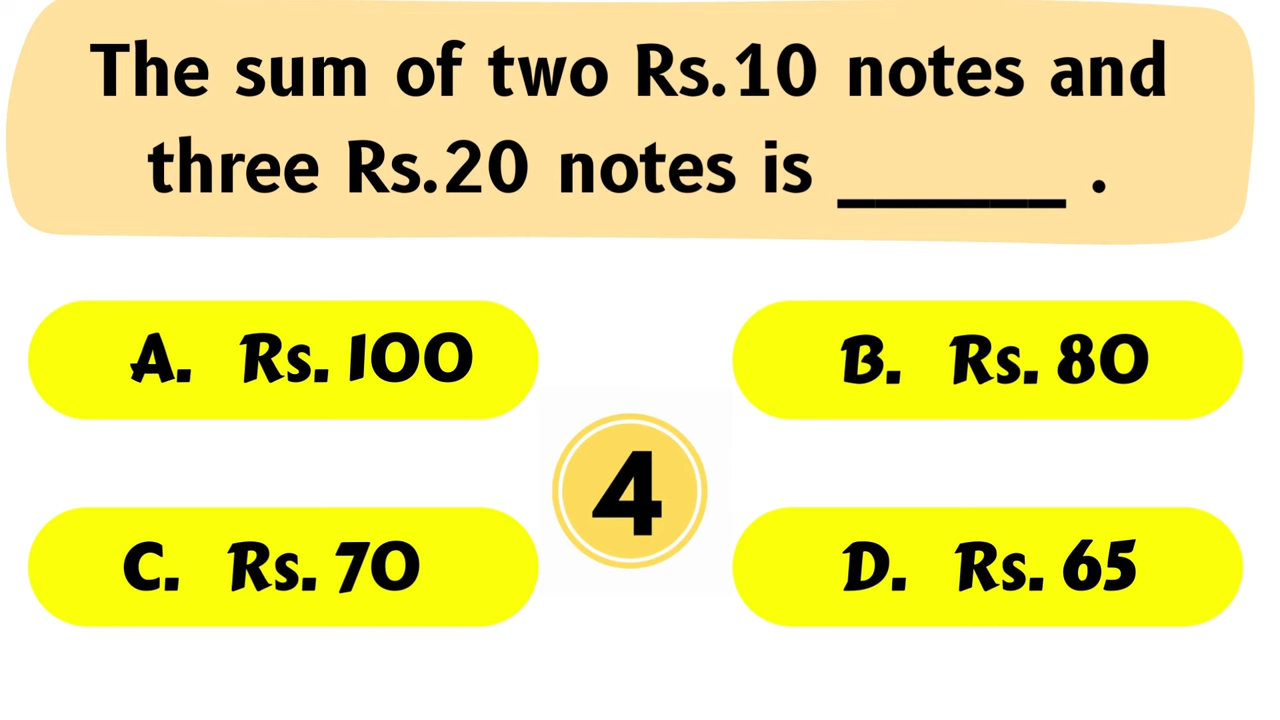 The sum of two Rs.10 notes and
three Rs.20 notes is ______ .
A. Rs. 100
B. Rs. 80
4
C. Rs. 70
D. Rs. 65